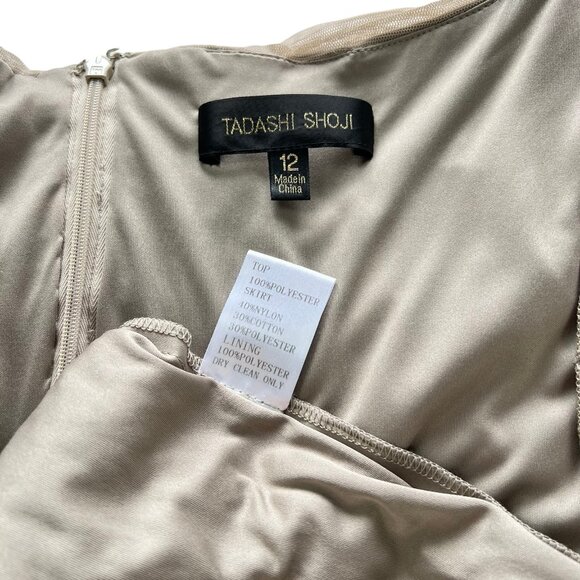 TADASHI SHOJI
12
Made in
China
TOP
100%POLYESTER
SKIRT
40%NYLON
30%COTTON
30%POLYESTER
LINING
100%POLYESTER
DRY CLEAN ONLY